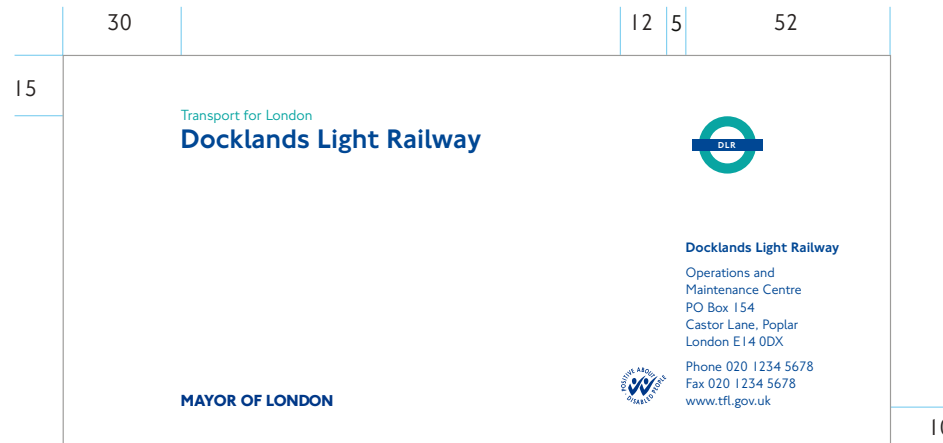 30 12 5 52
15
Transport for London
Docklands Light Railway
DLR
Docklands Light Railway
Operations and
Maintenance Centre
PO Box 154
Castor Lane, Poplar
London E14 0DX
Phone 020 1234 5678
Fax 020 1234 5678
www.tfl.gov.uk
POSITIVE ABOUT
DISABLED PEOPLE
MAYOR OF LONDON